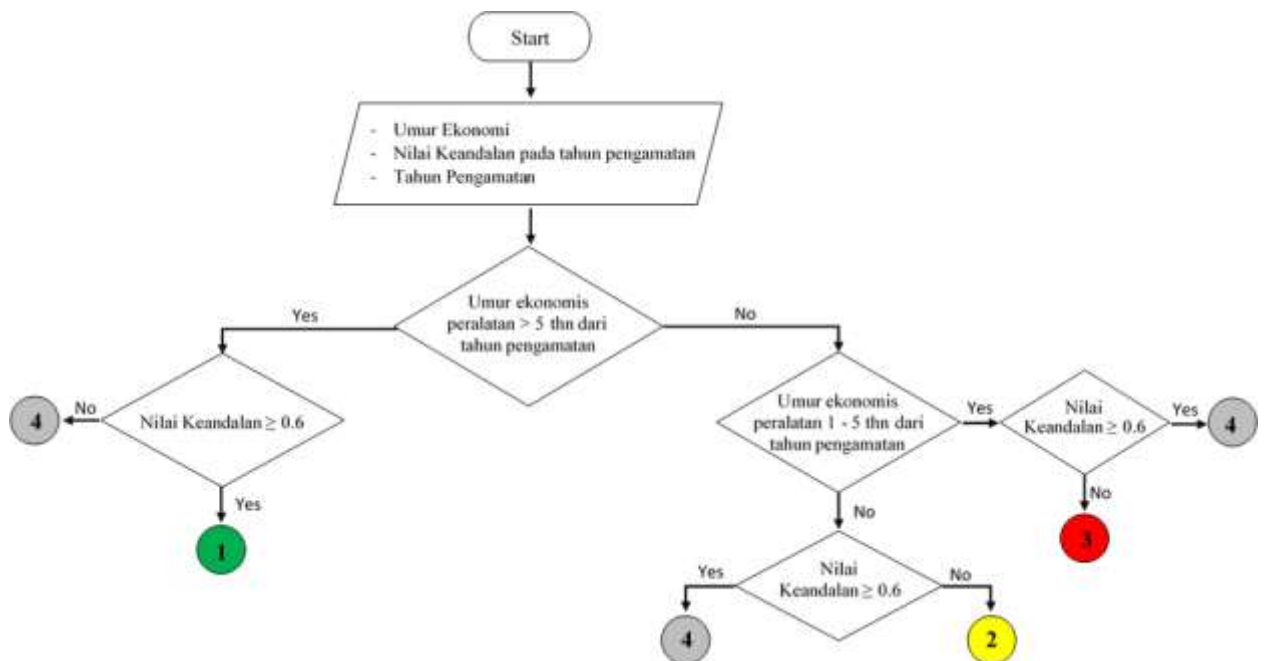 Start
- Umur Ekonomi
- Nilai Keandalan pada tahun pengamatan
- Tahun Pengamatan
Umur ekonomis
peralatan > 5 thn dari
tahun pengamatan
Yes
No
Nilai Keandalan ≥ 0.6
No
4
Yes
1
Umur ekonomis
peralatan 1 - 5 thn dari
tahun pengamatan
Yes
Nilai
Keandalan ≥ 0.6
Yes
4
No
3
No
Nilai
Keandalan ≥ 0.6
Yes
4
No
2